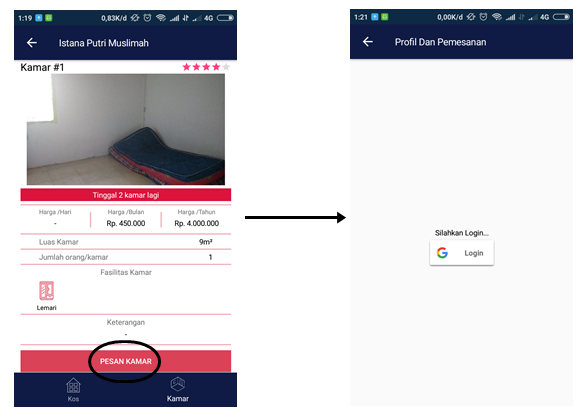 1:19 0,83K/d 4G
Istana Putri Muslimah
Kamar #1
Tinggal 2 kamar lagi
Harga /Hari Harga /Bulan Harga /Tahun
- Rp. 450.000 Rp. 4.000.000
Luas Kamar 9m²
Jumlah orang/kamar 1
Fasilitas Kamar
Lemari
Keterangan
-
PESAN KAMAR
Kos Kamar
1:21 0,00K/d 4G
Profil Dan Pemesanan
Silahkan Login...
G Login